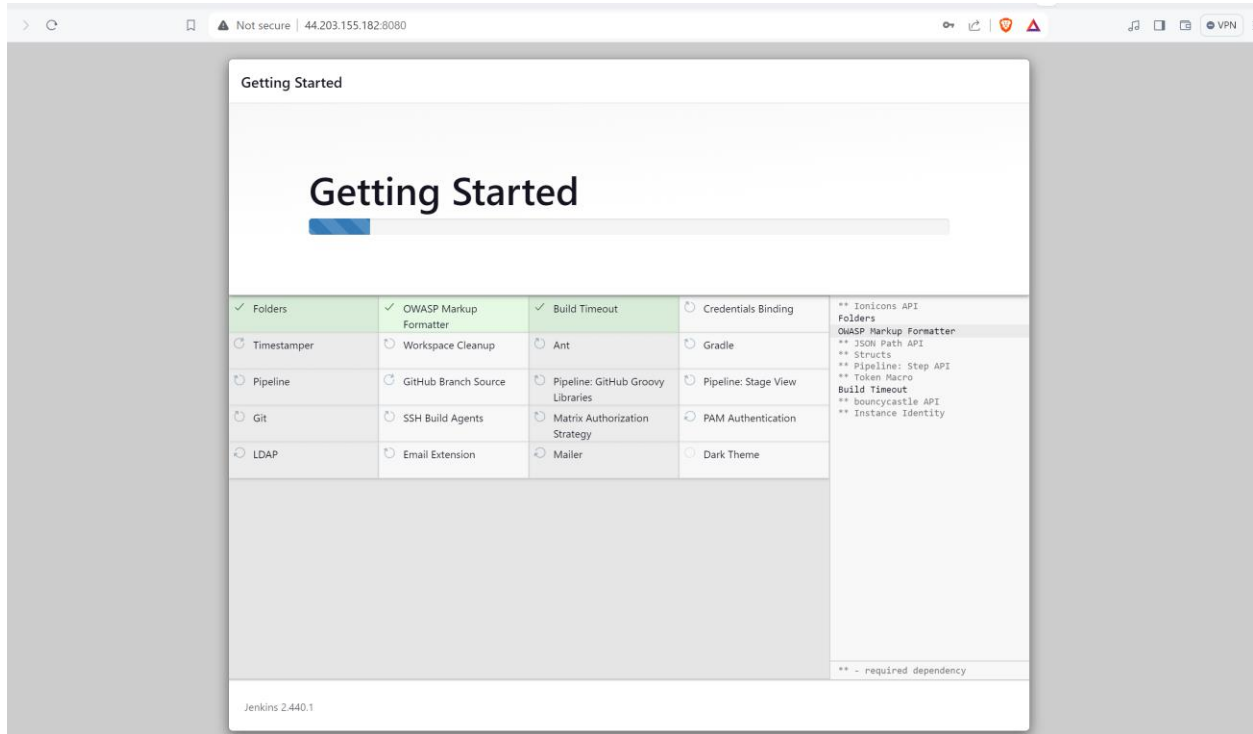 Not secure | 44.203.155.182:8080
VPN
Getting Started
Getting Started
Folders
OWASP Markup
Formatter
Build Timeout
Credentials Binding
Timestamper
Workspace Cleanup
Ant
Gradle
Pipeline
GitHub Branch Source
Pipeline: GitHub Groovy
Libraries
Pipeline: Stage View
Git
SSH Build Agents
Matrix Authorization
Strategy
PAM Authentication
LDAP
Email Extension
Mailer
Dark Theme
** Ionicons API
Folders
OWASP Markup Formatter
** JSON Path API
** Structs
** Pipeline: Step API
** Token Macro
Build Timeout
** bouncycastle API
** Instance Identity
** - required dependency
Jenkins 2.440.1